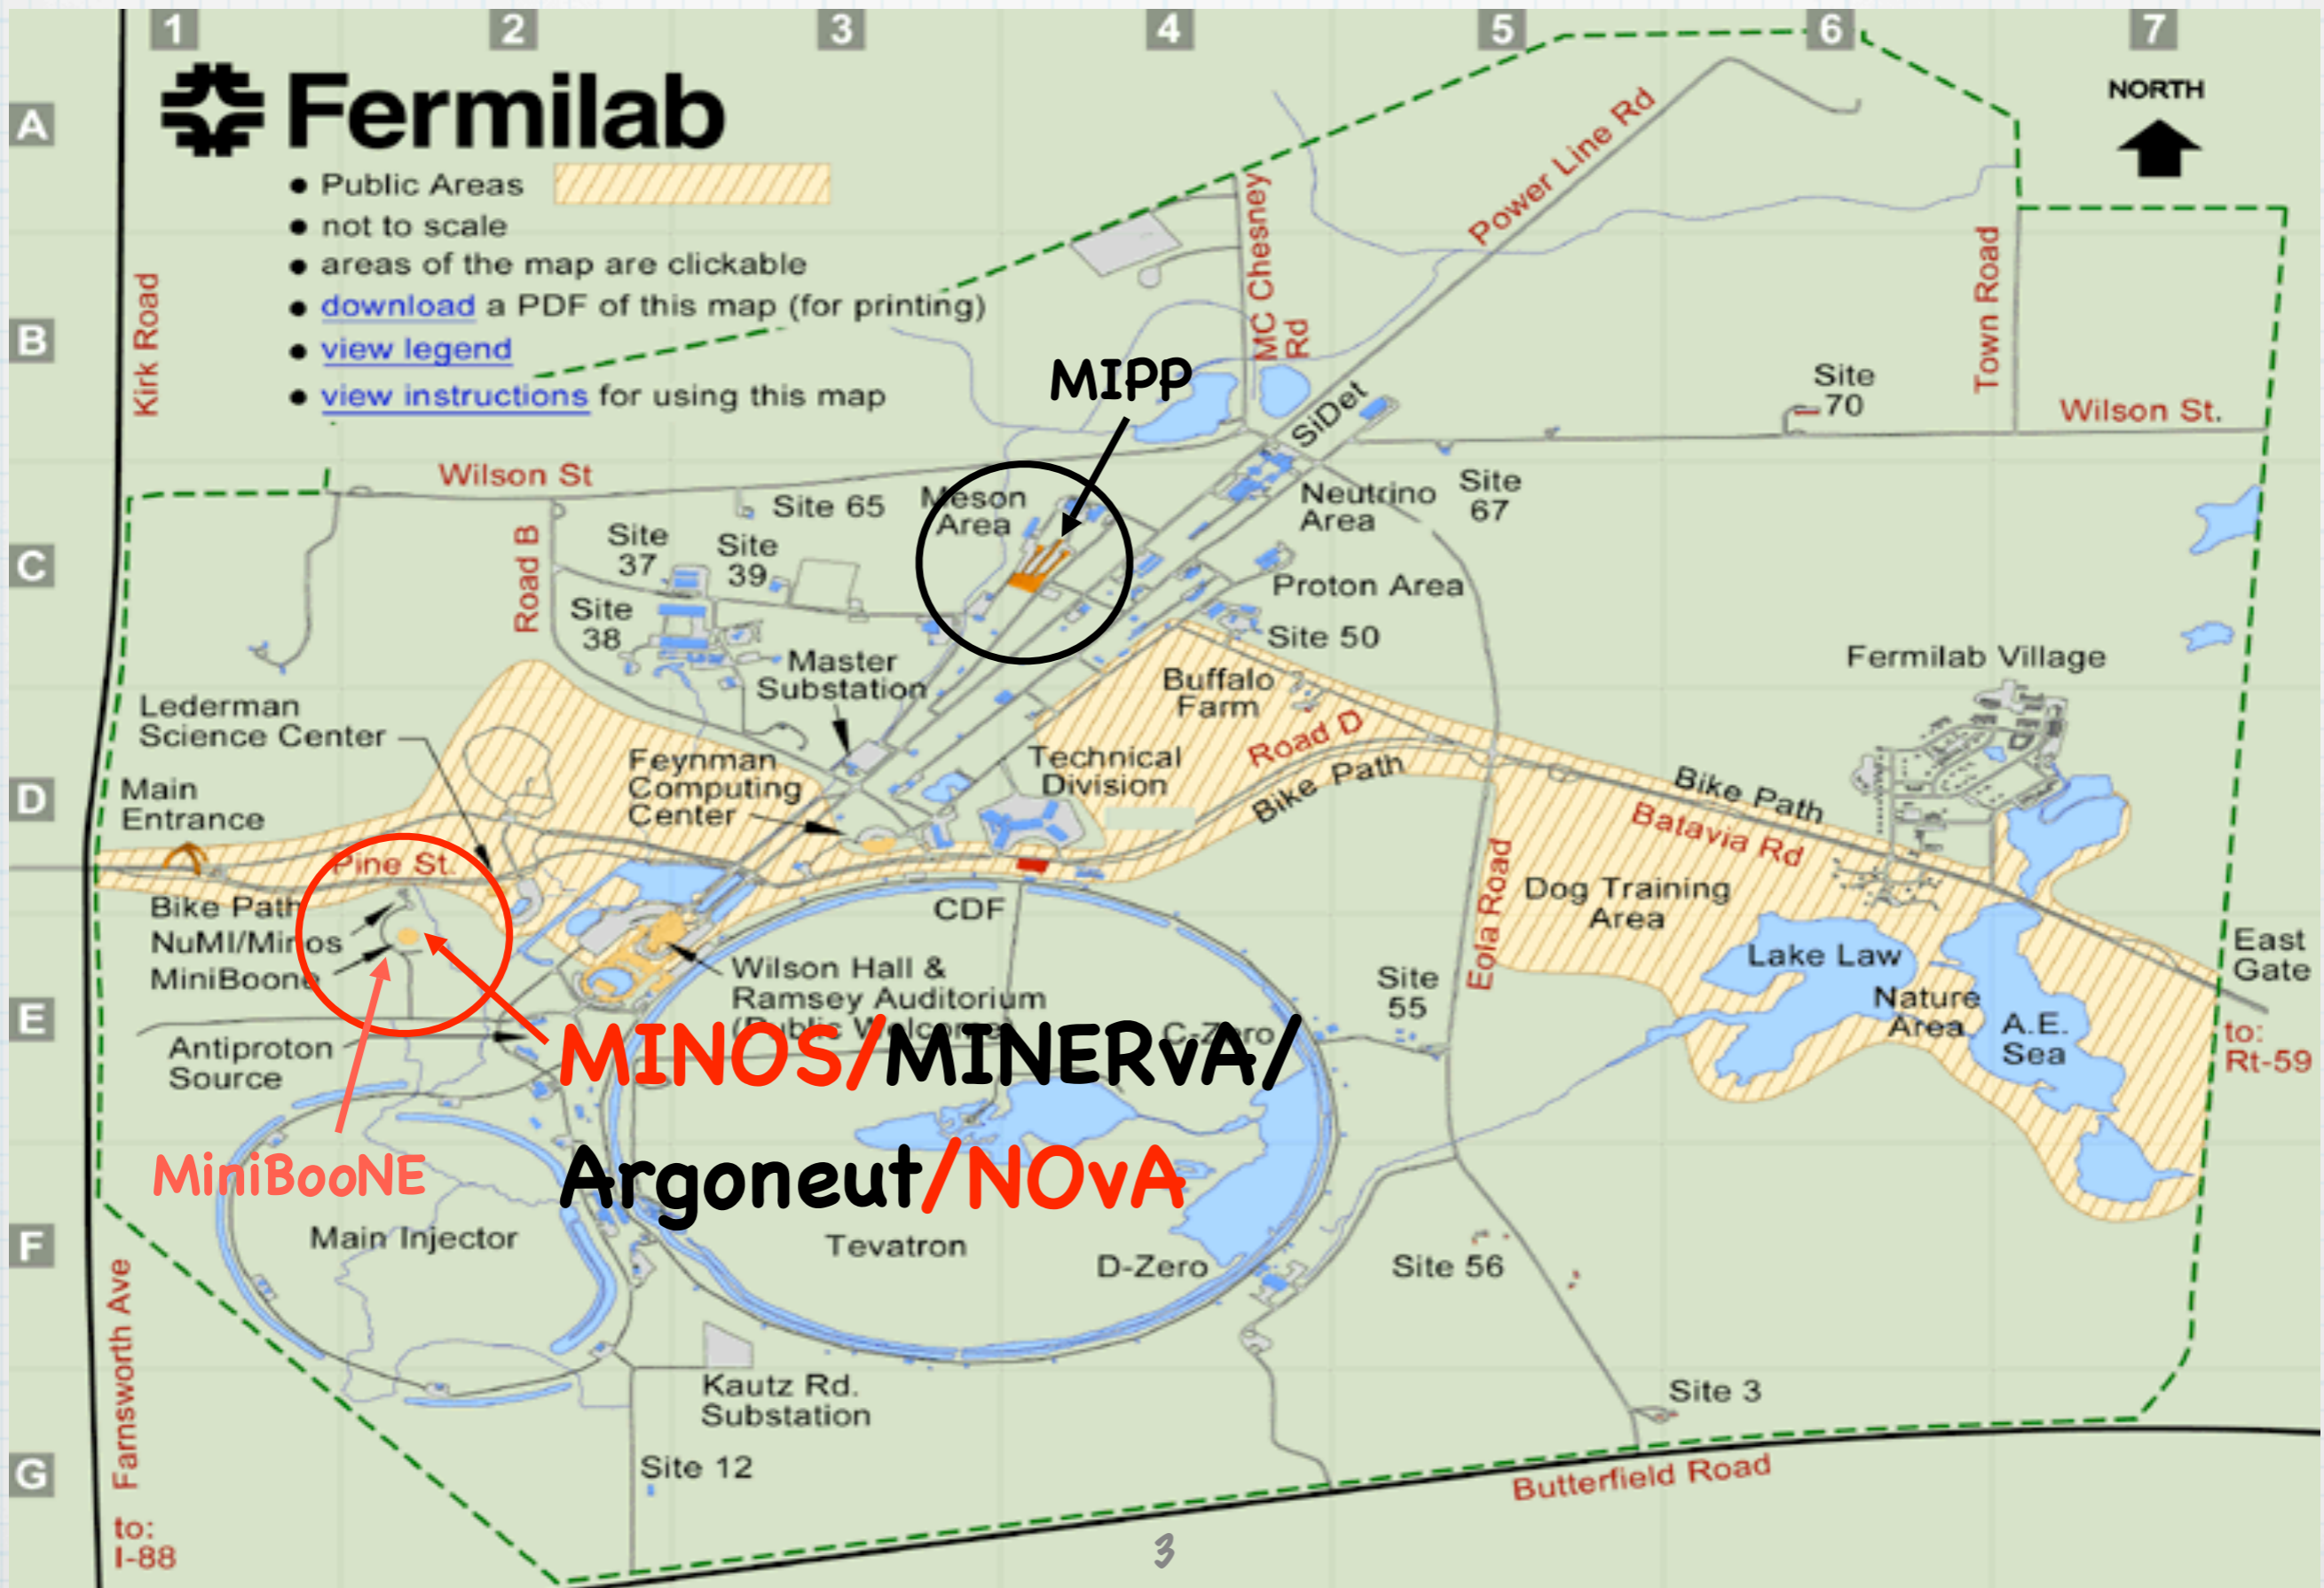 1 2 3 4 5 6 7
A
B
C
D
E
F
G
Fermilab
NORTH
• Public Areas
• not to scale
• areas of the map are clickable
• download a PDF of this map (for printing)
• view legend
• view instructions for using this map
Kirk Road
Power Line Rd
MC Chesney
Rd
Town Road
MIPP
SiDet
Site
70
Wilson St.
Wilson St
Site 65
Meson
Area
Neutrino
Area
Site
67
Road B
Site
37
Site
39
Site
38
Proton Area
Site 50
Master
Substation
Buffalo
Farm
Fermilab Village
Lederman
Science Center
Road D
Feynman
Computing
Center
Technical
Division
Bike Path
Bike Path
Batavia Rd
Main
Entrance
Pine St.
Bike Path
NuMI/Minos
MiniBoone
CDF
Eola Road
Dog Training
Area
Lake Law
Nature
Area
A.E.
Sea
East
Gate
to:
Rt-59
Wilson Hall &
Ramsey Auditorium
(Public Welcome)
Site
55
C-Zero
Antiproton
Source
MINOS/MINERvA/
Argoneut/NOvA
MiniBooNE
Main Injector
Tevatron
D-Zero
Site 56
Farnsworth Ave
Kautz Rd.
Substation
Site 3
Site 12
Butterfield Road
to:
I-88
3